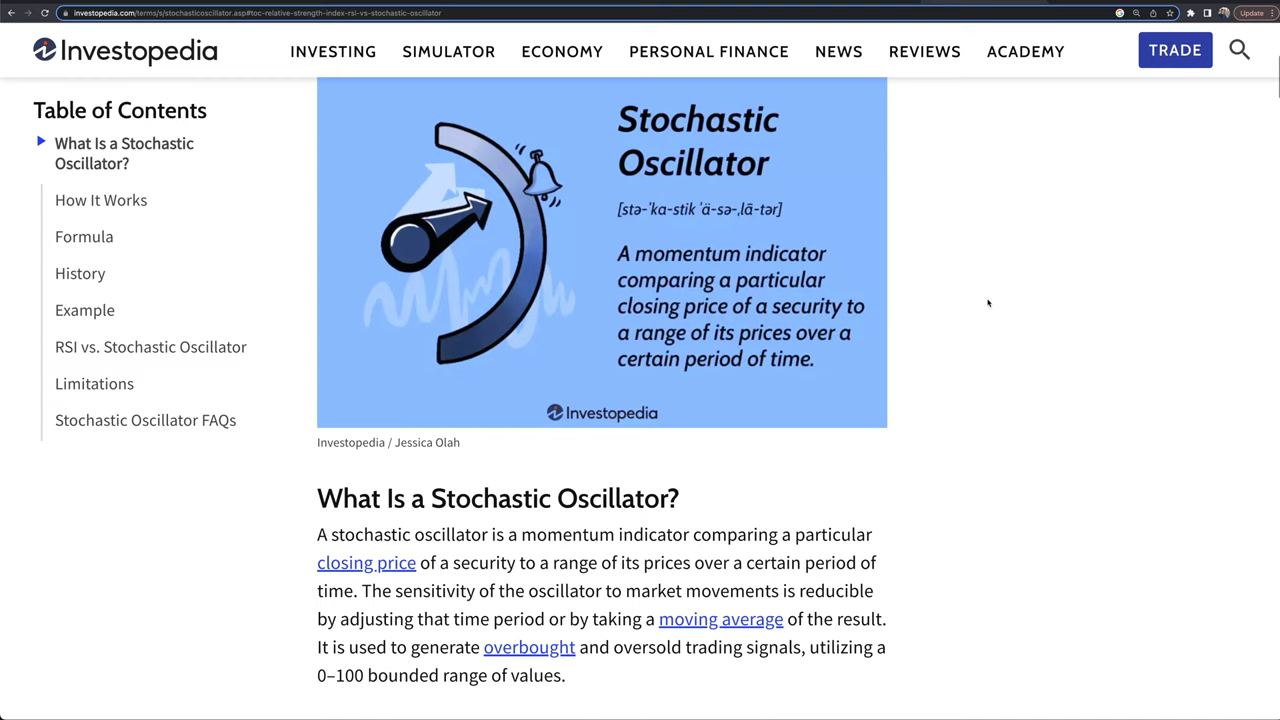 investopedia.com/terms/s/stochasticoscillator.asp#toc-relative-strength-index-rsi-vs-stochastic-oscillator
Update
Investopedia
INVESTING SIMULATOR ECONOMY PERSONAL FINANCE NEWS REVIEWS ACADEMY
TRADE
Table of Contents
What Is a Stochastic
Oscillator?
How It Works
Formula
History
Example
RSI vs. Stochastic Oscillator
Limitations
Stochastic Oscillator FAQs
Stochastic
Oscillator
[stə-ˈka-stik ˈä-sə-ˌlā-tər]
A momentum indicator
comparing a particular
closing price of a security to
a range of its prices over a
certain period of time.
Investopedia
Investopedia / Jessica Olah
What Is a Stochastic Oscillator?
A stochastic oscillator is a momentum indicator comparing a particular
closing price of a security to a range of its prices over a certain period of
time. The sensitivity of the oscillator to market movements is reducible
by adjusting that time period or by taking a moving average of the result.
It is used to generate overbought and oversold trading signals, utilizing a
0–100 bounded range of values.